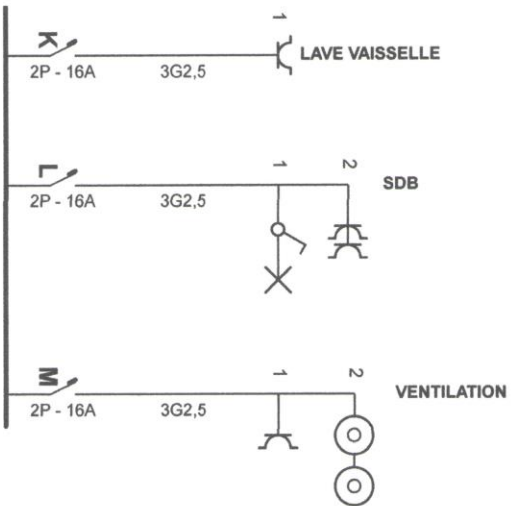 K 1 LAVE VAISSELLE
2P - 16A 3G2,5
L 1 2 SDB
2P - 16A 3G2,5
M 1 2 VENTILATION
2P - 16A 3G2,5